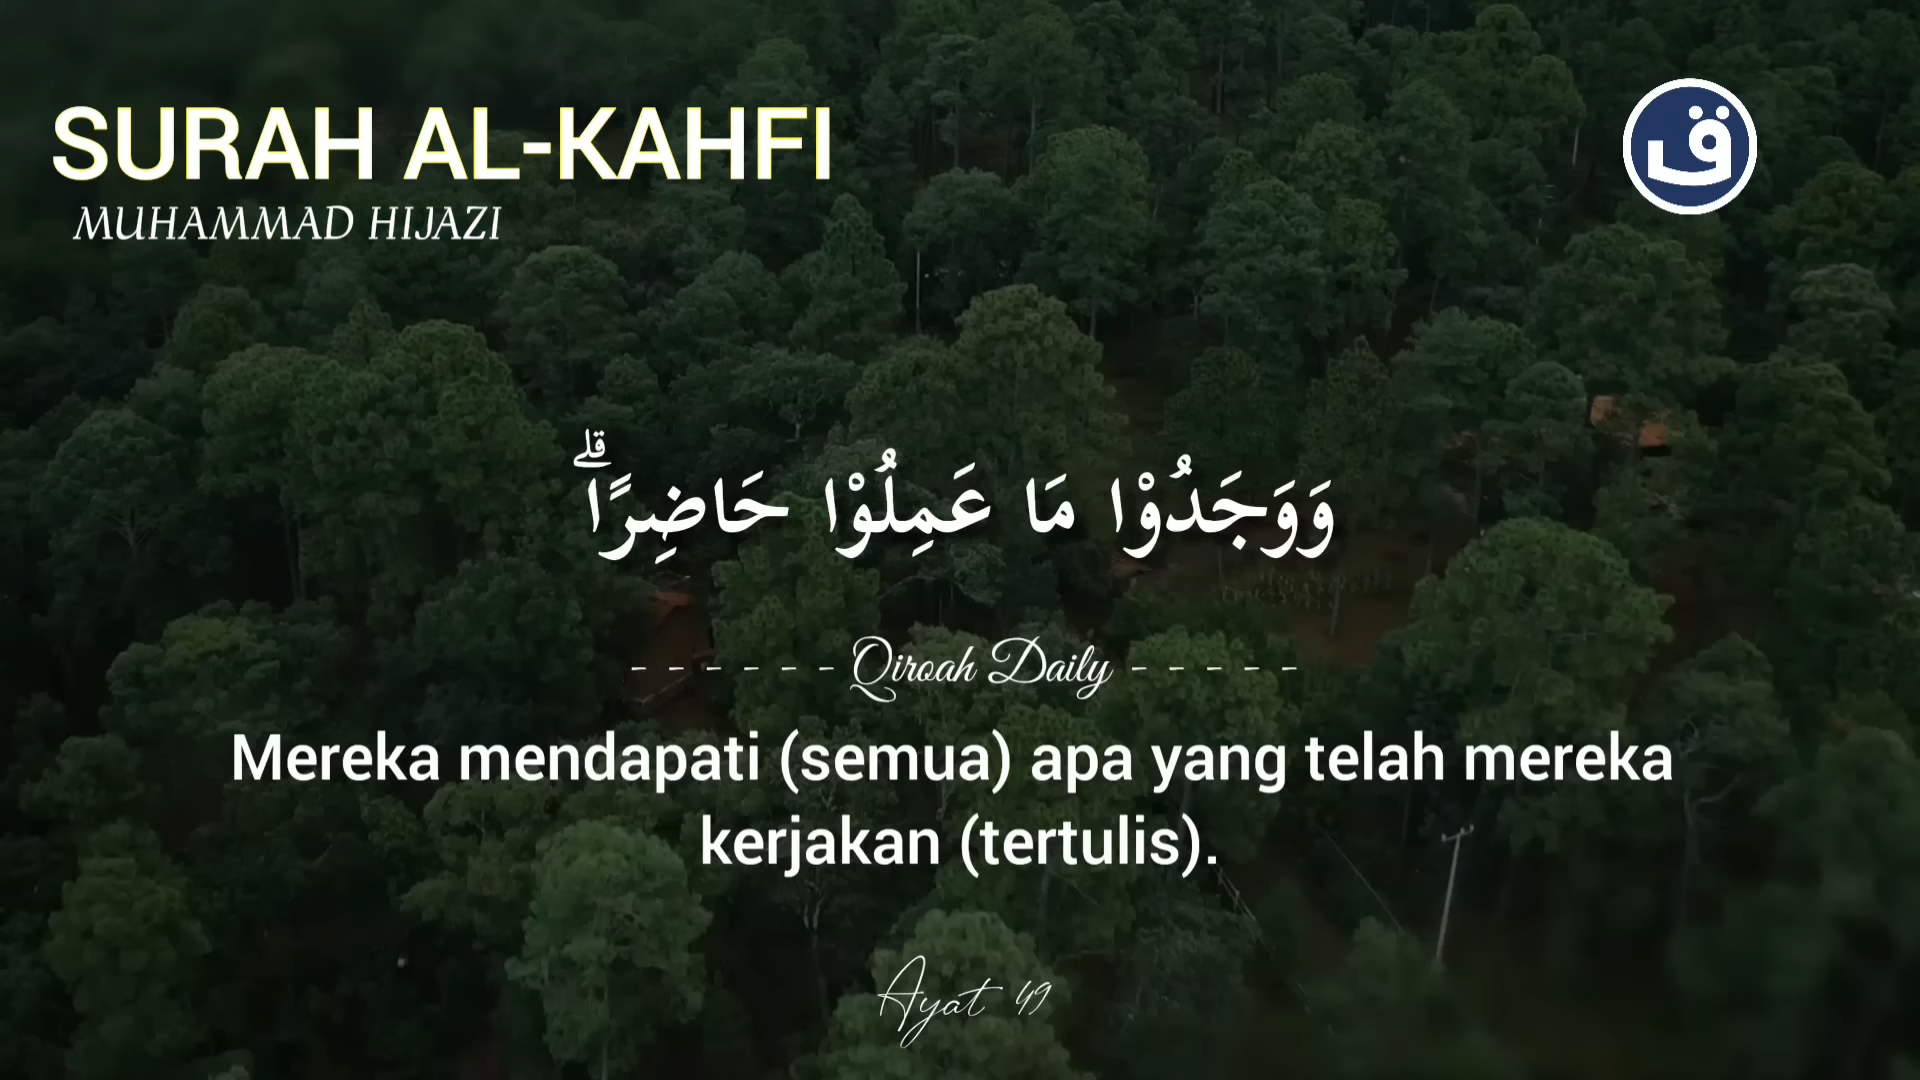 SURAH AL-KAHFI
MUHAMMAD HIJAZI
ق
وَوَجَدُوْا مَا عَمِلُوْا حَاضِرًاۗ
------ Qiroah Daily -----
Mereka mendapati (semua) apa yang telah mereka
kerjakan (tertulis).
Ayat 49